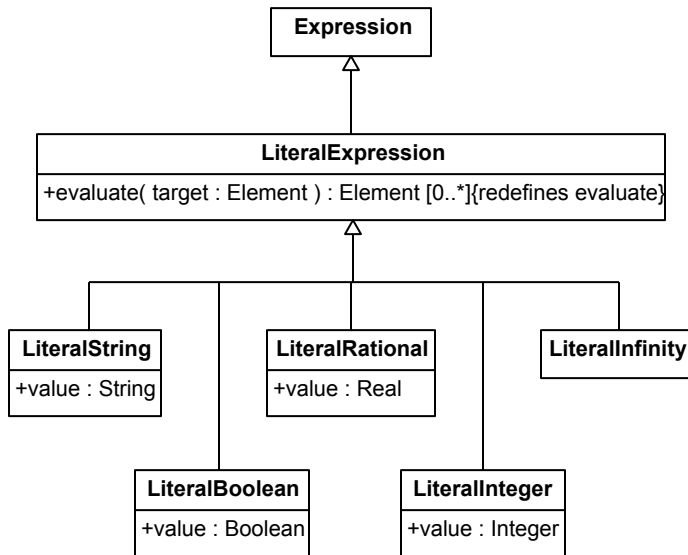 Expression
LiteralExpression
+evaluate( target : Element ) : Element [0..*]{redefines evaluate}
LiteralString
+value : String
LiteralRational
+value : Real
LiteralInfinity
LiteralBoolean
+value : Boolean
LiteralInteger
+value : Integer